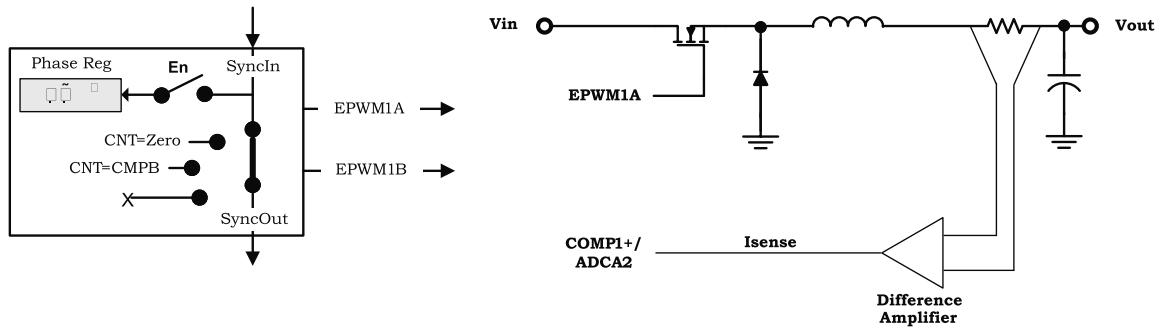 Phase Reg
En
SyncIn
EPWM1A
CNT=Zero
CNT=CMPB
EPWM1B
X
SyncOut
Vin
Vout
EPWM1A
COMP1+/
ADCA2
Isense
Difference
Amplifier